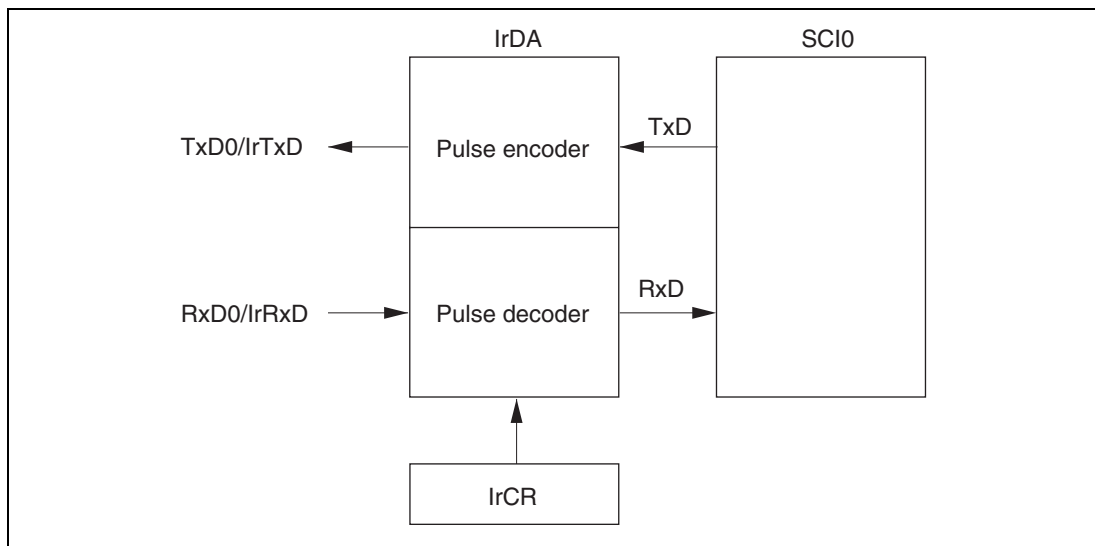 IrDA
SCI0
TxD0/IrTxD
Pulse encoder
TxD
RxD0/IrRxD
Pulse decoder
RxD
IrCR